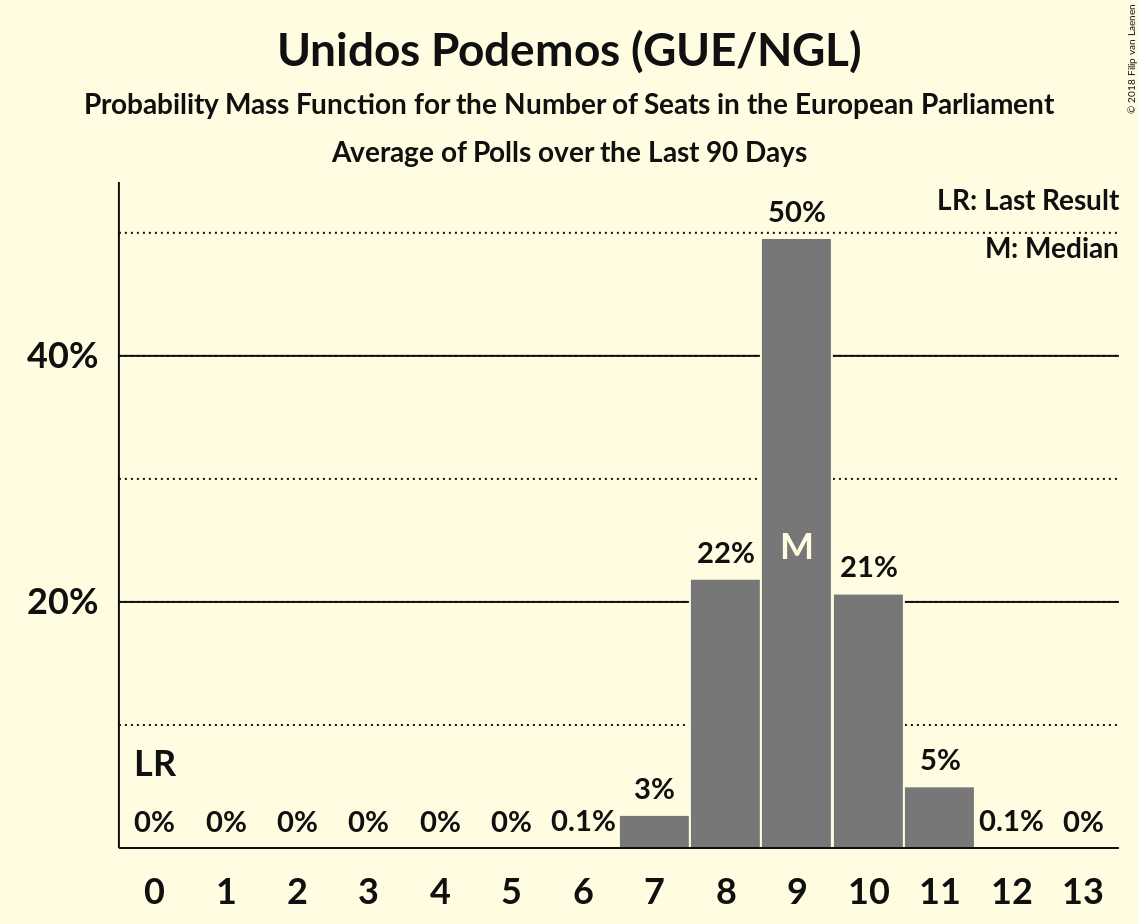 Unidos Podemos (GUE/NGL)
Probability Mass Function for the Number of Seats in the European Parliament
Average of Polls over the Last 90 Days
© 2018 Filip van Laenen
LR: Last Result
M: Median
50%
40%
22%
M
21%
20%
LR
3%
5%
0% 0% 0% 0% 0% 0% 0.1% 0.1% 0%
0 1 2 3 4 5 6 7 8 9 10 11 12 13